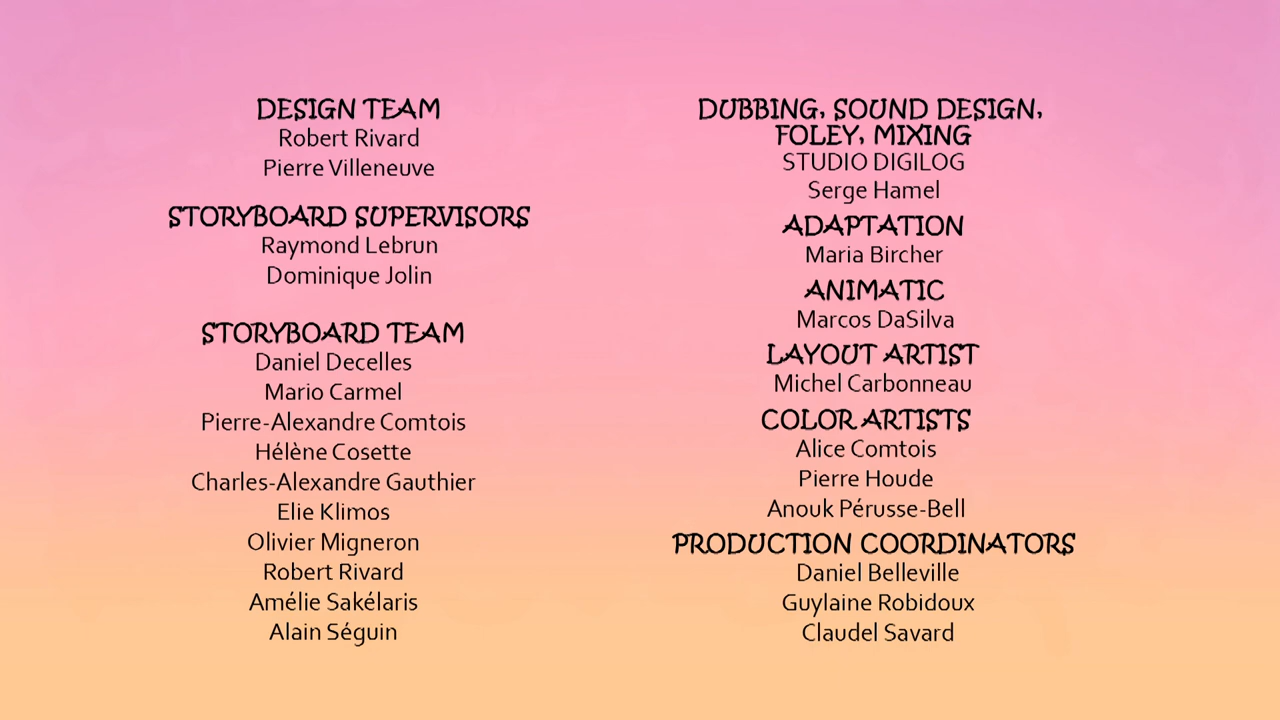 DESIGN TEAM
Robert Rivard
Pierre Villeneuve
STORYBOARD SUPERVISORS
Raymond Lebrun
Dominique Jolin
STORYBOARD TEAM
Daniel Decelles
Mario Carmel
Pierre-Alexandre Comtois
Hélène Cosette
Charles-Alexandre Gauthier
Elie Klimos
Olivier Migneron
Robert Rivard
Amélie Sakélaris
Alain Séguin
DUBBING, SOUND DESIGN,
FOLEY, MIXING
STUDIO DIGILOG
Serge Hamel
ADAPTATION
Maria Bircher
ANIMATIC
Marcos DaSilva
LAYOUT ARTIST
Michel Carbonneau
COLOR ARTISTS
Alice Comtois
Pierre Houde
Anouk Pérusse-Bell
PRODUCTION COORDINATORS
Daniel Belleville
Guylaine Robidoux
Claudel Savard